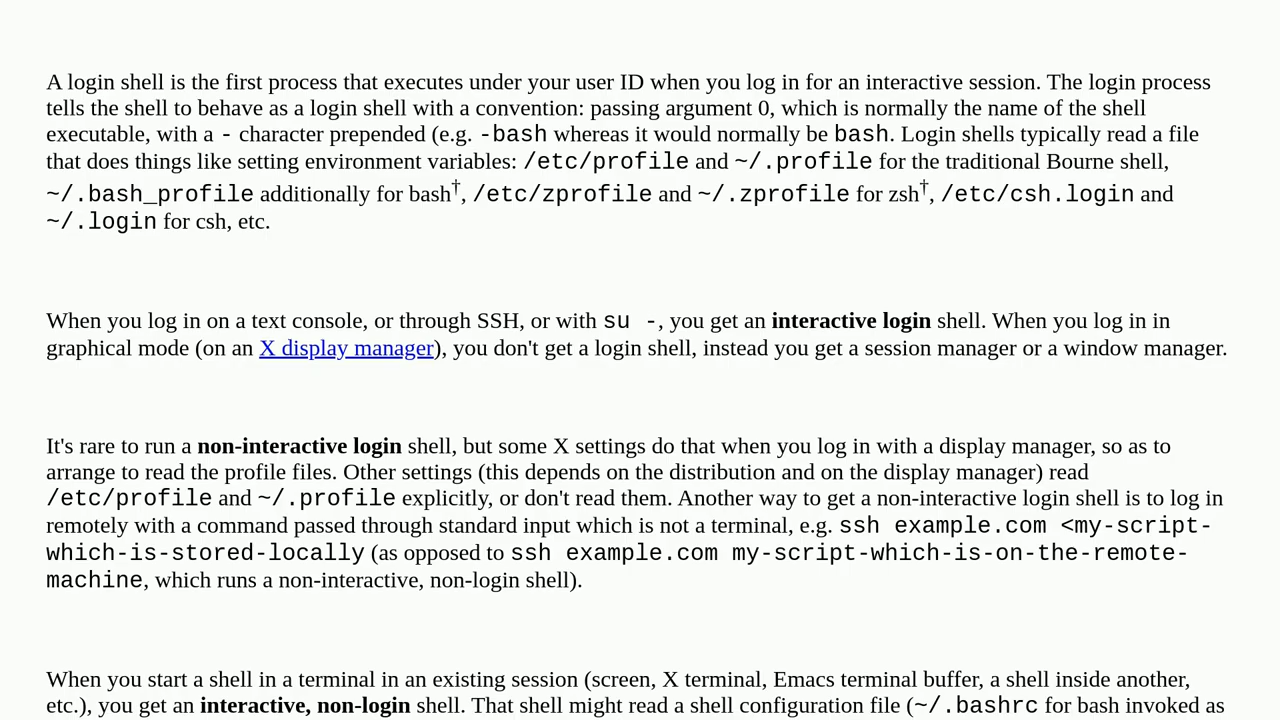 A login shell is the first process that executes under your user ID when you log in for an interactive session. The login process
tells the shell to behave as a login shell with a convention: passing argument 0, which is normally the name of the shell
executable, with a - character prepended (e.g. -bash whereas it would normally be bash. Login shells typically read a file
that does things like setting environment variables: /etc/profile and ~/.profile for the traditional Bourne shell,
~/.bash_profile additionally for bash†, /etc/zprofile and ~/.zprofile for zsh†, /etc/csh.login and
~/.login for csh, etc.
When you log in on a text console, or through SSH, or with su -, you get an interactive login shell. When you log in in
graphical mode (on an X display manager), you don't get a login shell, instead you get a session manager or a window manager.
It's rare to run a non-interactive login shell, but some X settings do that when you log in with a display manager, so as to
arrange to read the profile files. Other settings (this depends on the distribution and on the display manager) read
/etc/profile and ~/.profile explicitly, or don't read them. Another way to get a non-interactive login shell is to log in
remotely with a command passed through standard input which is not a terminal, e.g. ssh example.com <my-script-
which-is-stored-locally (as opposed to ssh example.com my-script-which-is-on-the-remote-
machine, which runs a non-interactive, non-login shell).
When you start a shell in a terminal in an existing session (screen, X terminal, Emacs terminal buffer, a shell inside another,
etc.), you get an interactive, non-login shell. That shell might read a shell configuration file (~/.bashrc for bash invoked as